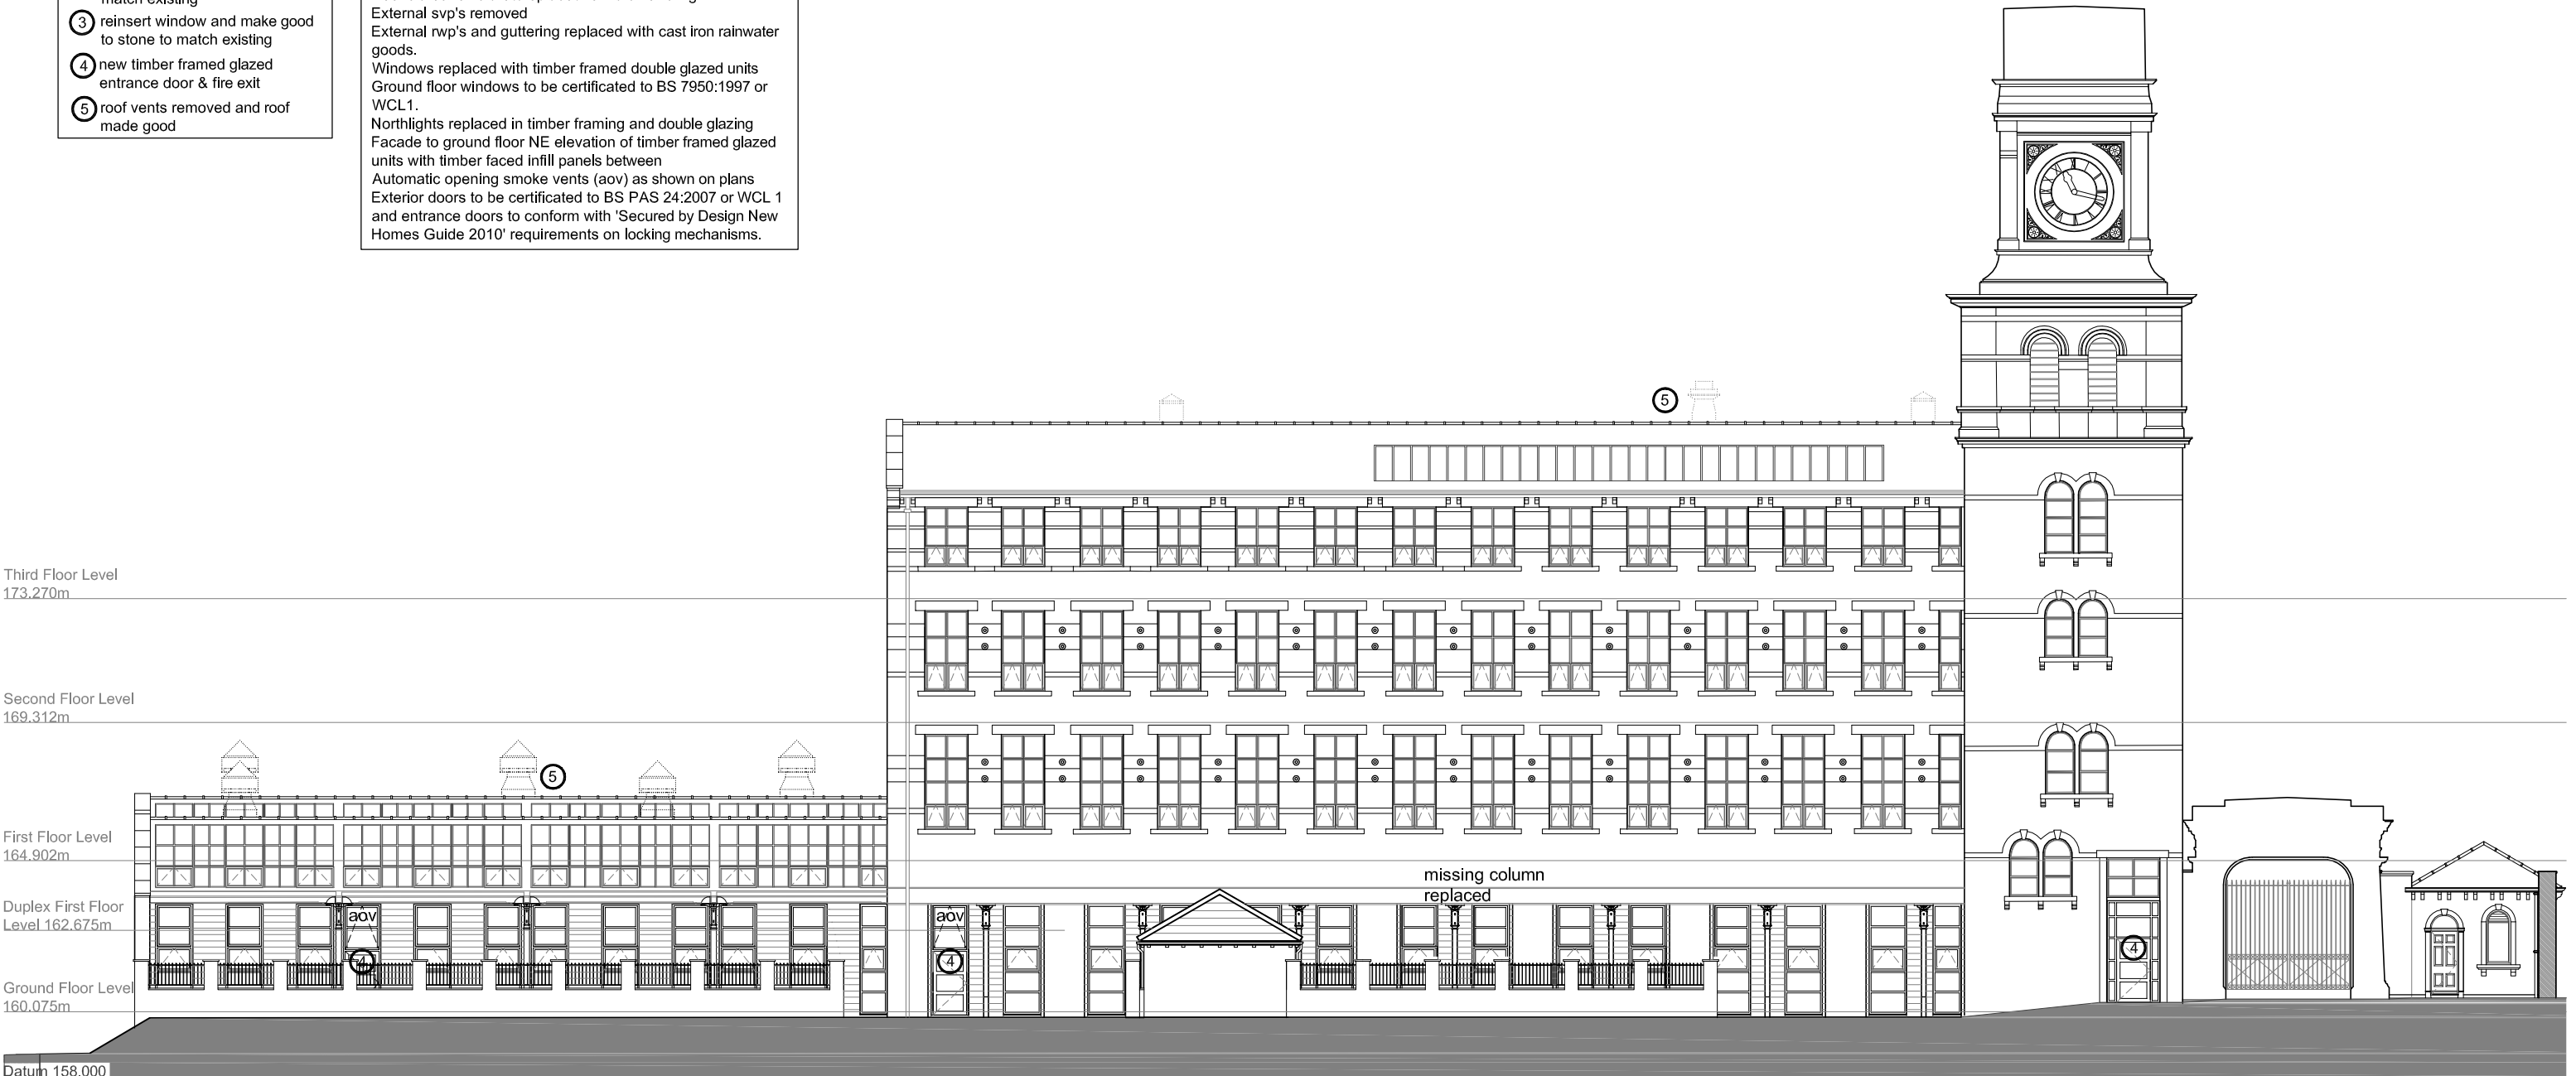 match existing
3 reinsert window and make good
to stone to match existing
4 new timber framed glazed
entrance door & fire exit
5 roof vents removed and roof
made good
External svp's removed
External rwp's and guttering replaced with cast iron rainwater
goods.
Windows replaced with timber framed double glazed units
Ground floor windows to be certificated to BS 7950:1997 or
WCL1.
Northlights replaced in timber framing and double glazing
Facade to ground floor NE elevation of timber framed glazed
units with timber faced infill panels between
Automatic opening smoke vents (aov) as shown on plans
Exterior doors to be certificated to BS PAS 24:2007 or WCL 1
and entrance doors to conform with 'Secured by Design New
Homes Guide 2010' requirements on locking mechanisms.
5
Third Floor Level
173.270m
Second Floor Level
169.312m
5
First Floor Level
164.902m
missing column
replaced
Duplex First Floor
Level 162.675m
aov
aov
4
4
4
Ground Floor Level
160.075m
Datum 158.000